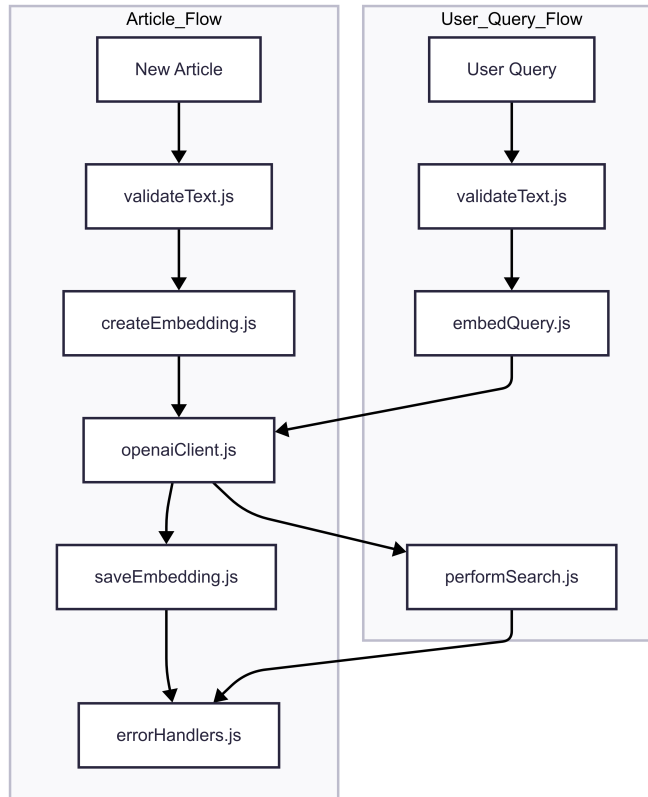 Article_Flow
New Article
validateText.js
createEmbedding.js
openaiClient.js
saveEmbedding.js
errorHandlers.js
User_Query_Flow
User Query
validateText.js
embedQuery.js
performSearch.js